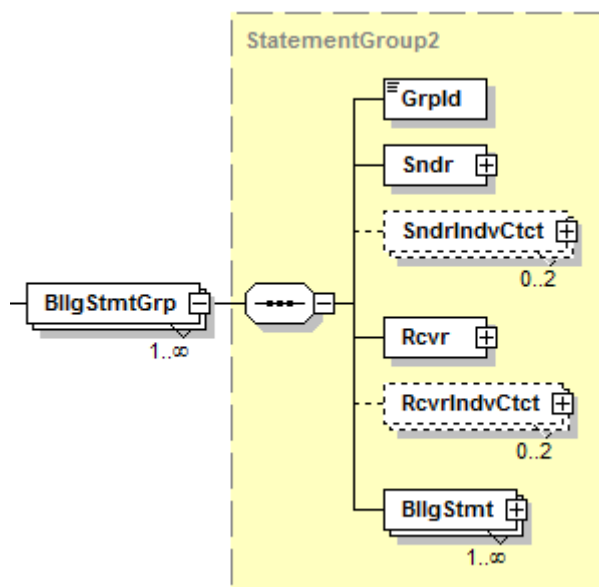 StatementGroup2
GrpId
Sndr
SndrIndvCtct
0..2
BllgStmtGrp
1..∞
Rcvr
RcvrIndvCtct
0..2
BllgStmt
1..∞